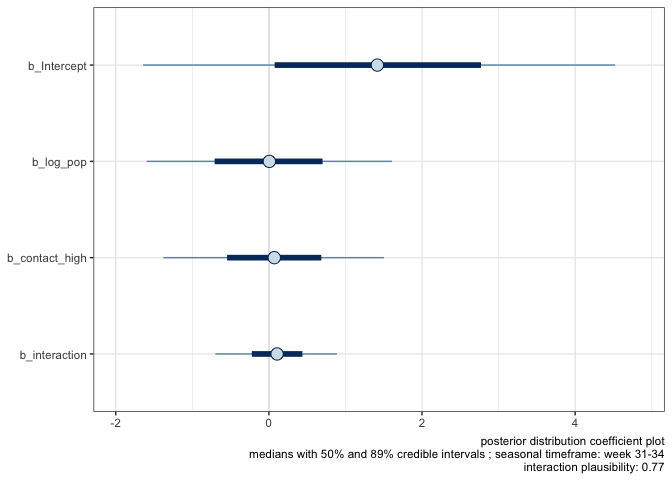 b_Intercept
b_log_pop
b_contact_high
b_interaction
-2 0 2 4
posterior distribution coefficient plot
medians with 50% and 89% credible intervals ; seasonal timeframe: week 31-34
interaction plausibility: 0.77